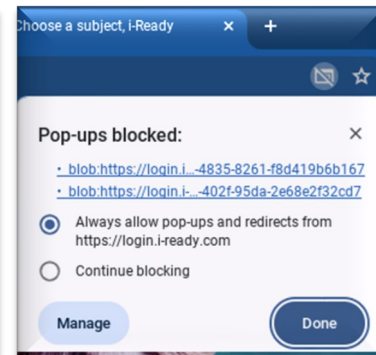 Choose a subject, i-Ready
Pop-ups blocked:
• blob:https://login.i...-4835-8261-f8d419b6b167
• blob:https://login.i-...-402f-95da-2e68e2f32cd7
Always allow pop-ups and redirects from
https://login.i-ready.com
Continue blocking
Manage
Done